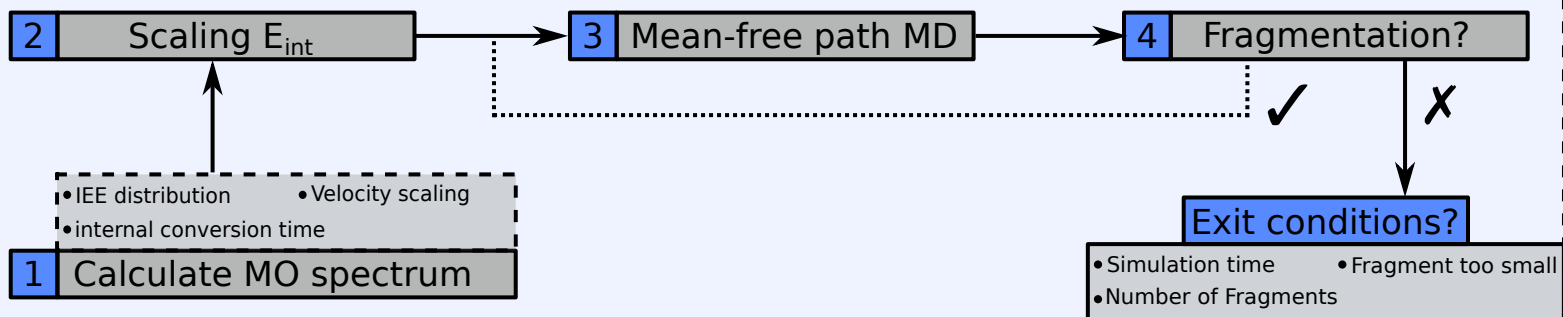 2 Scaling E_int
3 Mean-free path MD
4 Fragmentation?
✓ ✗
•IEE distribution •Velocity scaling
•internal conversion time
1 Calculate MO spectrum
Exit conditions?
•Simulation time •Fragment too small
•Number of Fragments